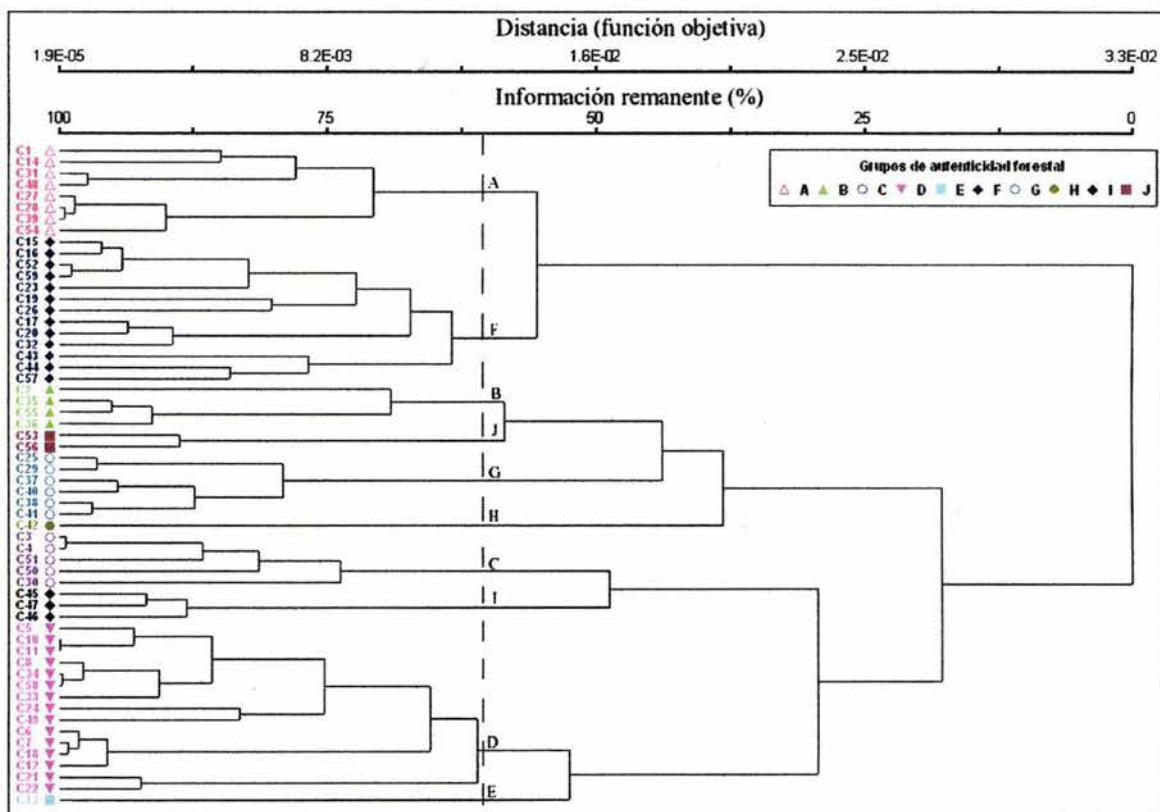 Distancia (función objetiva)
1.9E-05 8.2E-03 1.6E-02 2.5E-02 3.3E-02
Información remanente (%)
100 75 50 25 0
Grupos de autenticidad forestal
A B C D E F G H I J
C1
C14
C31
C48
C27
C28
C39
C54
A
C15
C16
C52
C59
C23
C19
C26
C17
C20
C32
F
C43
C44
C57
C2
C35
C55
C36
B
C53
C56
J
C25
C29
C37
C40
C38
C41
G
C42
H
C3
C4
C51
C50
C30
C
C45
C47
C46
I
C5
C10
C11
C8
C34
C58
C33
C24
C49
C6
C7
C18
C12
C21
C22
D
C13
E